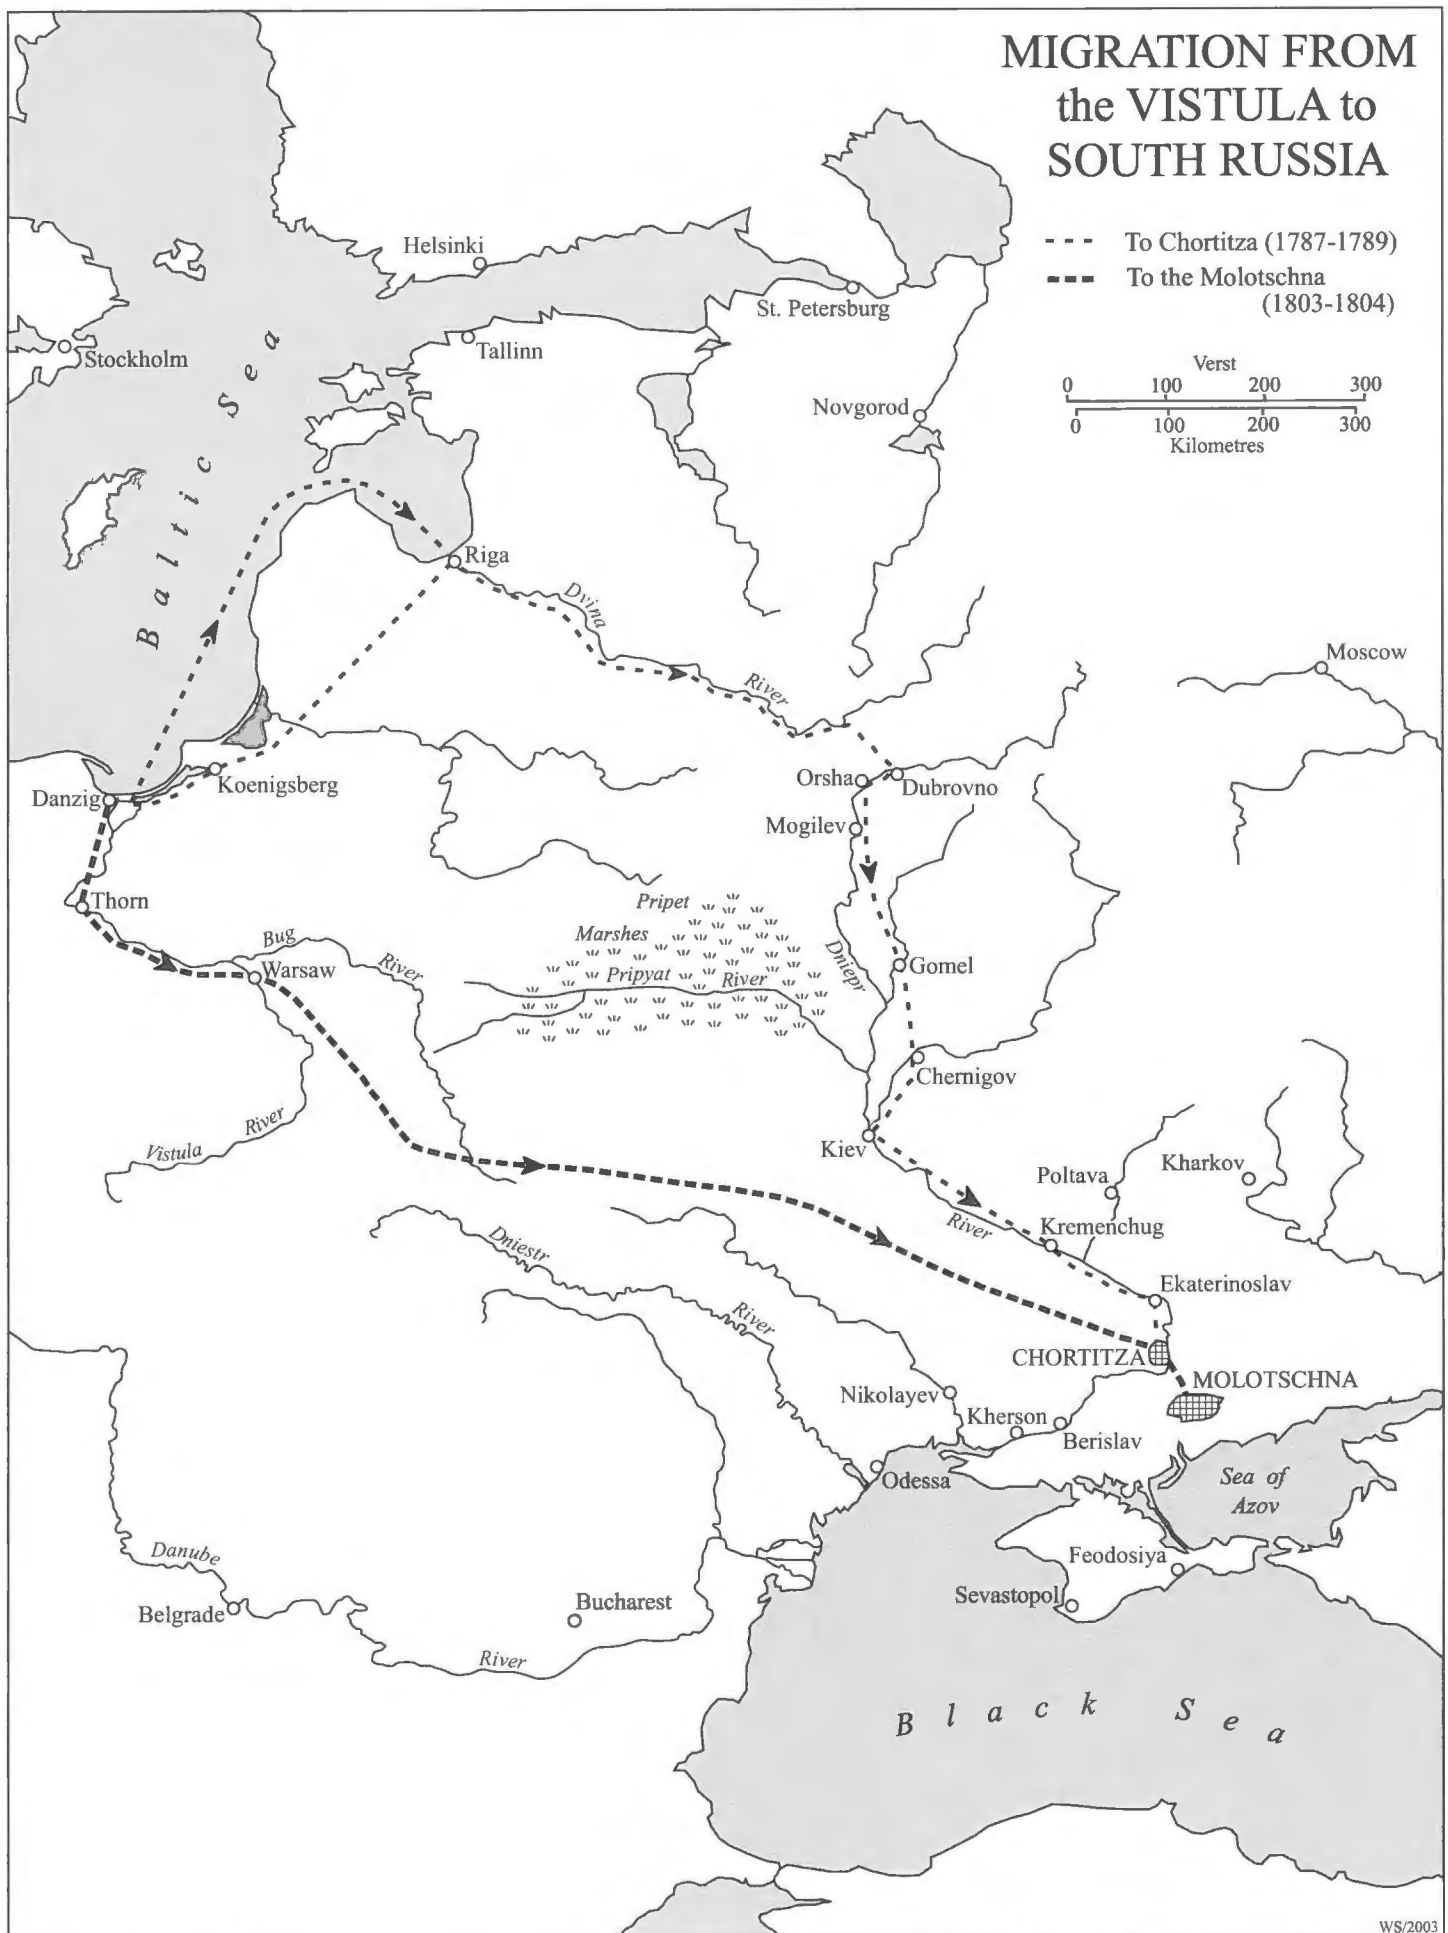 MIGRATION FROM
the VISTULA to
SOUTH RUSSIA
To Chortitza (1787-1789)
To the Molotschna
(1803-1804)
Verst
0 100 200 300
0 100 200 300
Kilometres
Helsinki
St. Petersburg
Stockholm
Tallinn
Baltic Sea
Novgorod
Riga
Dvina
River
Moscow
Koenigsberg
Danzig
Orsha
Dubrovno
Mogilev
Thorn
Pripet
Marshes
Bug
River
Warsaw
Pripyat River
Dniepr
Gomel
Chernigov
Vistula River
Kiev
Poltava
Kharkov
River
Kremenchug
Dniestr
River
Ekaterinoslav
CHORTITZA
MOLOTSCHNA
Nikolayev
Kherson
Berislav
Odessa
Sea of
Azov
Danube
Feodosiya
Sevastopol
Belgrade
Bucharest
River
Black Sea
WS/2003